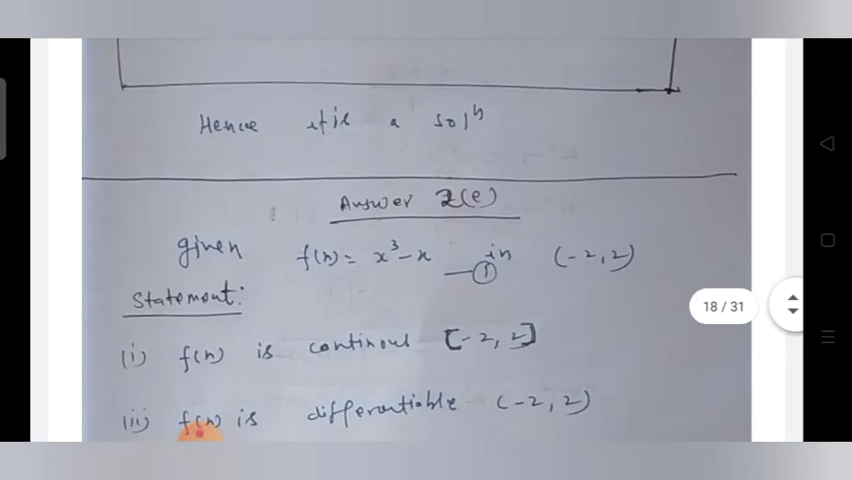 Hence it is a solⁿ
Answer 2(e)
given f(x) = x³-x —① in (-2, 2)
Statement:
(i) f(x) is continous [-2, 2]
18 / 31
(ii) f(x) is differentiable (-2, 2)